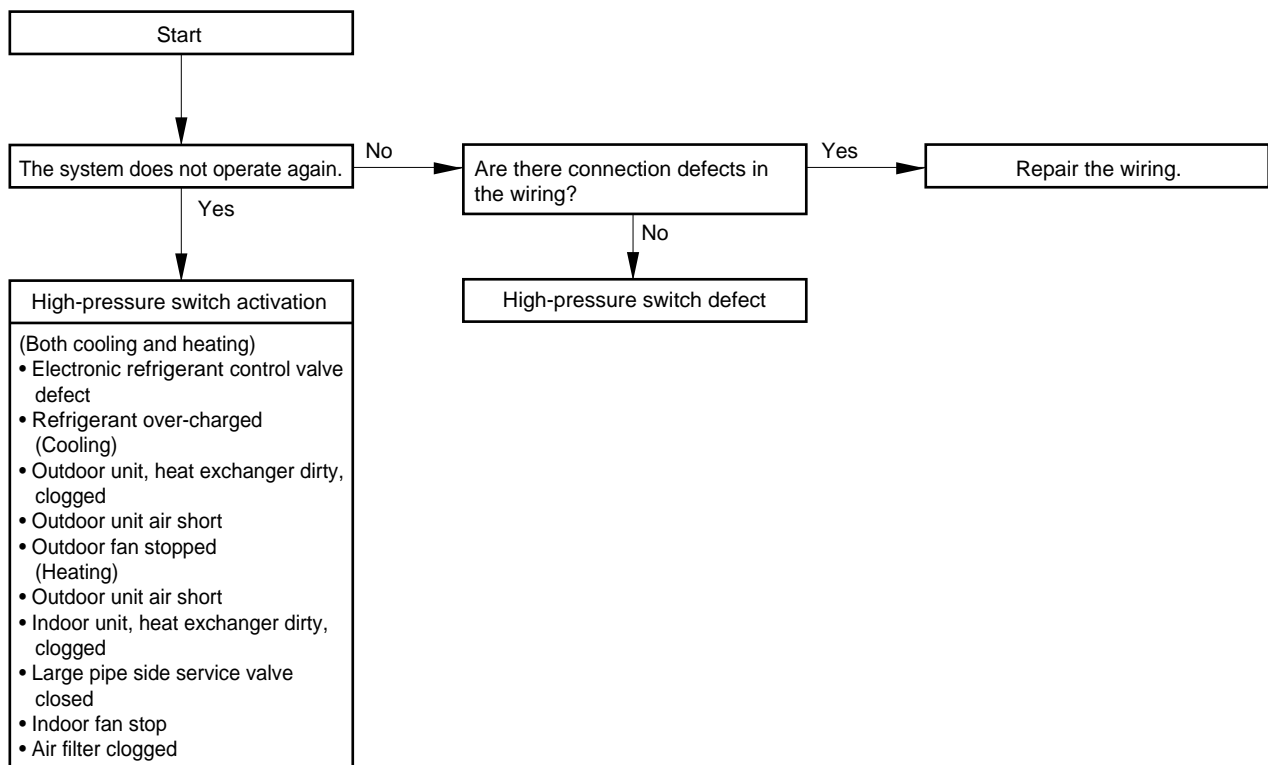 Start
The system does not operate again.
No
Are there connection defects in
the wiring?
Yes
Repair the wiring.
Yes
No
High-pressure switch activation
High-pressure switch defect
(Both cooling and heating)
• Electronic refrigerant control valve
defect
• Refrigerant over-charged
(Cooling)
• Outdoor unit, heat exchanger dirty,
clogged
• Outdoor unit air short
• Outdoor fan stopped
(Heating)
• Outdoor unit air short
• Indoor unit, heat exchanger dirty,
clogged
• Large pipe side service valve
closed
• Indoor fan stop
• Air filter clogged